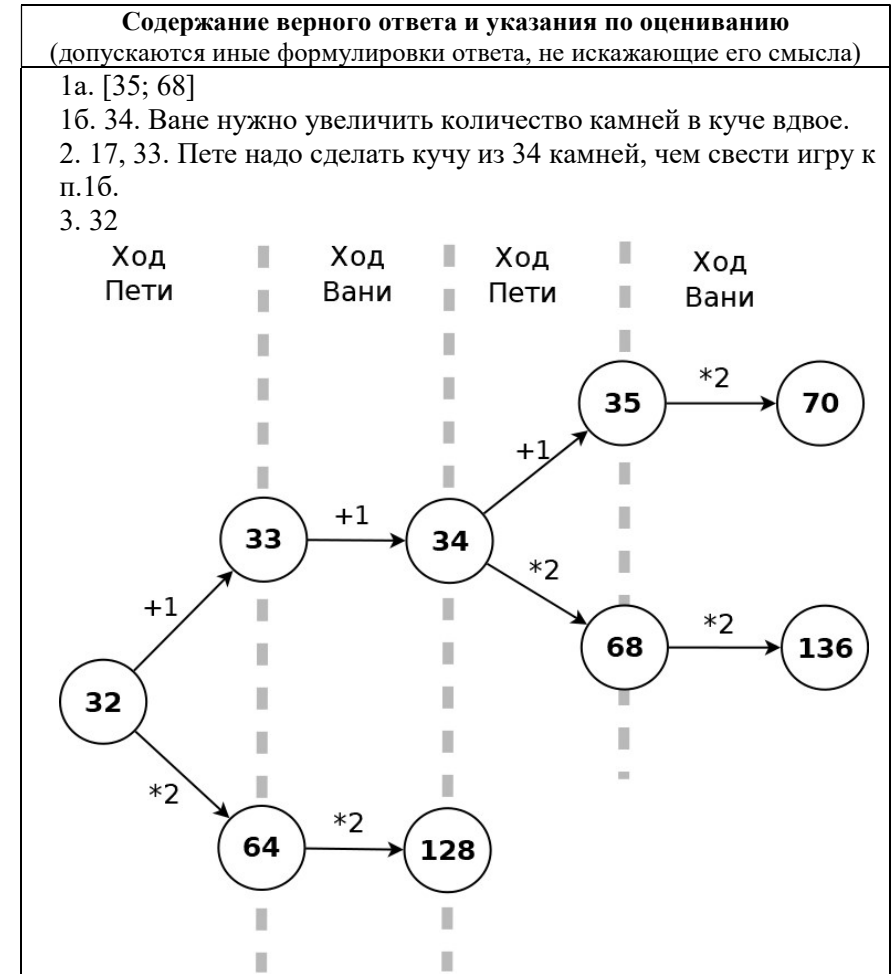 Содержание верного ответа и указания по оцениванию
(допускаются иные формулировки ответа, не искажающие его смысла)
1а. [35; 68]
1б. 34. Ване нужно увеличить количество камней в куче вдвое.
2. 17, 33. Пете надо сделать кучу из 34 камней, чем свести игру к
п.1б.
3. 32
Ход
Пети
Ход
Вани
Ход
Пети
Ход
Вани
35
*2
70
+1
33
+1
34
*2
+1
68
*2
136
32
*2
64
*2
128